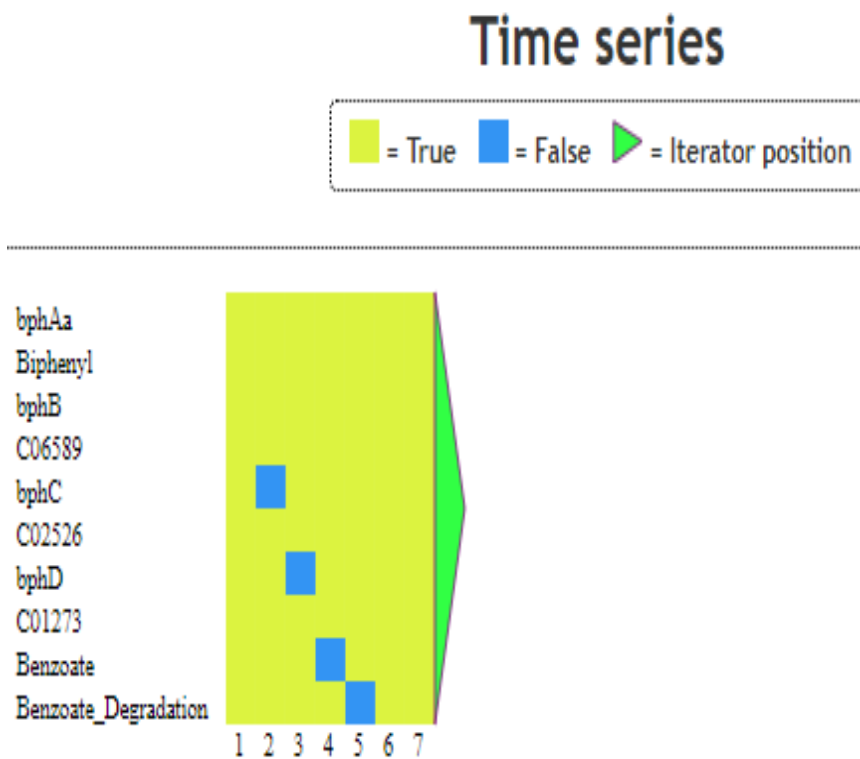 Time series
= True = False = Iterator position
bphAa
Biphenyl
bphB
C06589
bphC
C02526
bphD
C01273
Benzoate
Benzoate_Degradation
1 2 3 4 5 6 7